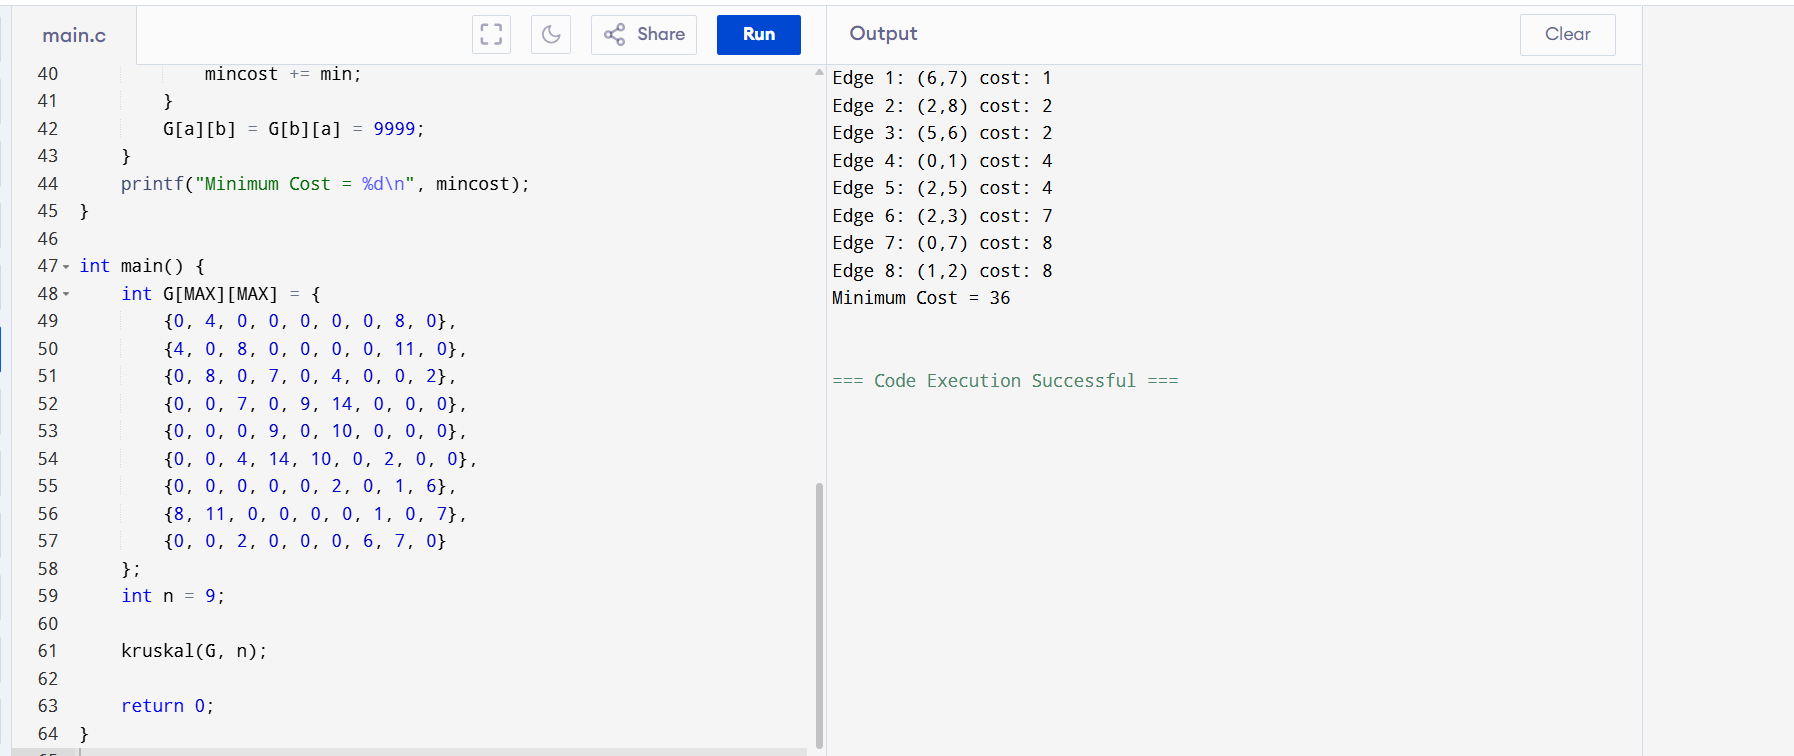 main.c
Share
Run
Output
Clear
40 mincost += min;
41 }
42 G[a][b] = G[b][a] = 9999;
43 }
44 printf("Minimum Cost = %d\n", mincost);
45 }
46
47 int main() {
48 int G[MAX][MAX] = {
49 {0, 4, 0, 0, 0, 0, 0, 8, 0},
50 {4, 0, 8, 0, 0, 0, 0, 11, 0},
51 {0, 8, 0, 7, 0, 4, 0, 0, 2},
52 {0, 0, 7, 0, 9, 14, 0, 0, 0},
53 {0, 0, 0, 9, 0, 10, 0, 0, 0},
54 {0, 0, 4, 14, 10, 0, 2, 0, 0},
55 {0, 0, 0, 0, 0, 2, 0, 1, 6},
56 {8, 11, 0, 0, 0, 0, 1, 0, 7},
57 {0, 0, 2, 0, 0, 0, 6, 7, 0}
58 };
59 int n = 9;
60
61 kruskal(G, n);
62
63 return 0;
64 }
Edge 1: (6,7) cost: 1
Edge 2: (2,8) cost: 2
Edge 3: (5,6) cost: 2
Edge 4: (0,1) cost: 4
Edge 5: (2,5) cost: 4
Edge 6: (2,3) cost: 7
Edge 7: (0,7) cost: 8
Edge 8: (1,2) cost: 8
Minimum Cost = 36
=== Code Execution Successful ===